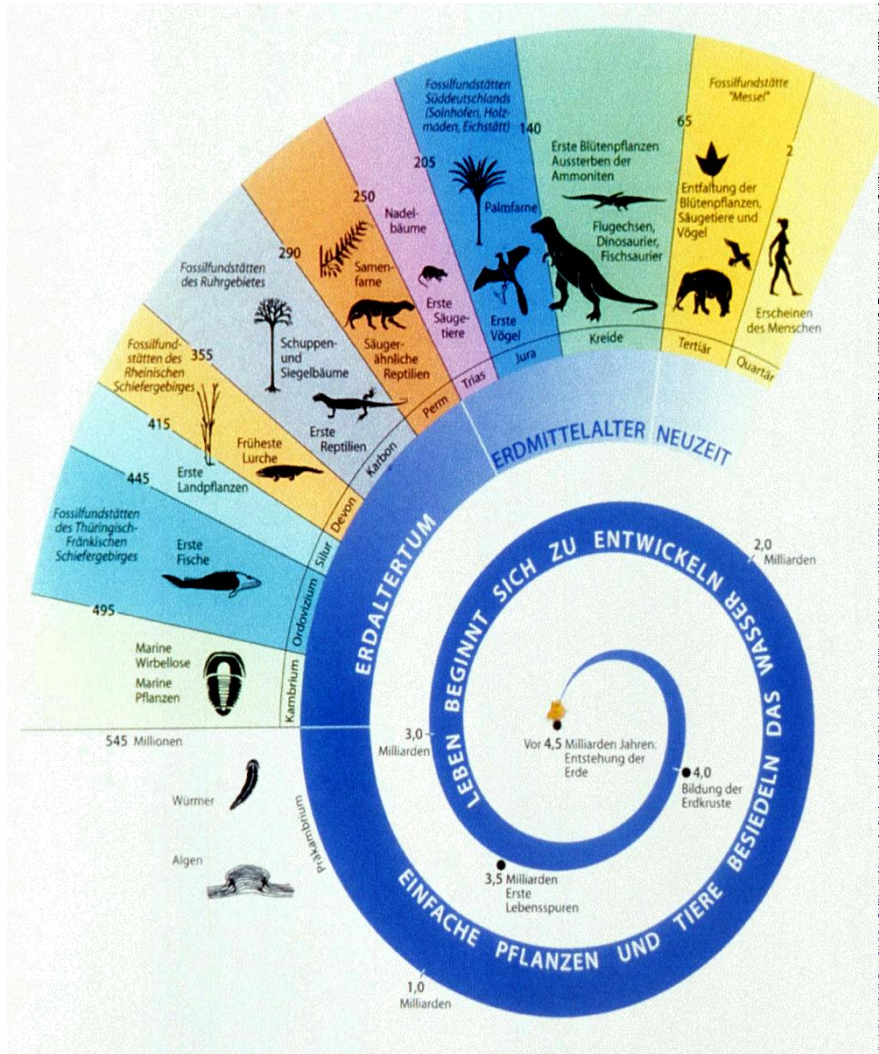 Fossilfundstätten
Süddeutschlands
(Solnhofen, Holz-
maden, Eichstätt)
140
Erste Blütenpflanzen
Aussterben der
Ammoniten
65
Fossilfundstätte
"Messel"
2
205
Palmfarne
Flugechsen,
Dinosaurier,
Fischsaurier
Entfaltung der
Blütenpflanzen,
Säugetiere und
Vögel
250
Nadel-
bäume
290
Samen-
farne
Erste
Säuge-
tiere
Erste
Vögel
Erscheinen
des Menschen
Fossilfundstätten
des Ruhrgebietes
Schuppen-
und
Siegelbäume
Säuger-
ähnliche
Reptilien
Perm
Trias
Jura
Kreide
Tertiär
Quartär
Fossilfund-
stätten des
Rheinischen
Schiefergebirges
355
Erste
Reptilien
Karbon
415
Früheste
Lurche
Erste
Landpflanzen
Devon
445
Silur
Fossilfundstätten
des Thüringisch-
Fränkischen
Schiefergebirges
Erste
Fische
Ordovizium
495
Marine
Wirbellose
Marine
Pflanzen
Kambrium
545 Millionen
Würmer
Algen
Präkambrium
ERDALTERTUM
ERDMITTELALTER
NEUZEIT
LEBEN BEGINNT SICH ZU ENTWICKELN
2,0
Milliarden
EINFACHE PFLANZEN UND TIERE BESIEDELN DAS WASSER
3,0
Milliarden
Vor 4,5 Milliarden Jahren:
Entstehung der
Erde
4,0
Bildung der
Erdkruste
3,5 Milliarden
Erste
Lebensspuren
1,0
Milliarden